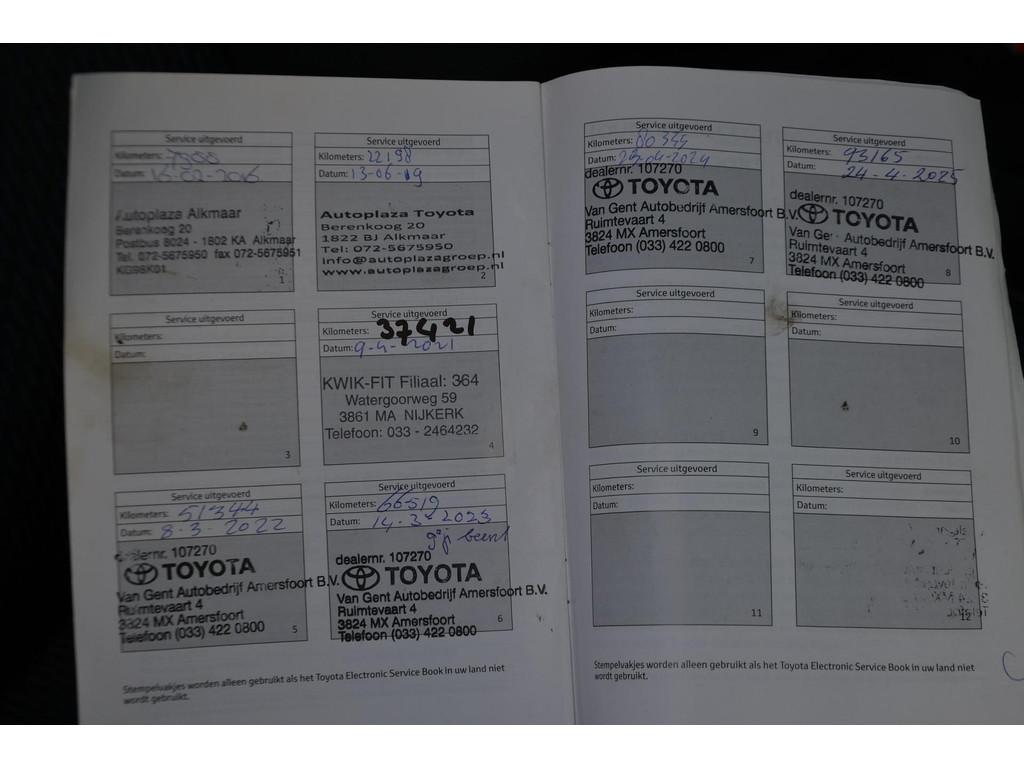 Service uitgevoerd
Kilometers: 7300
Datum: 16-02-2016
Autoplaza Alkmaar
Berenkoog 20
Postbus 8024 - 1802 KA Alkmaar
Tel. 072-5675950 fax 072-5675951
1
Service uitgevoerd
Kilometers: 22198
Datum: 13-06-19
Autoplaza Toyota
Berenkoog 20
1822 BJ Alkmaar
Tel: 072-5675950
info@autoplazagroep.nl
www.autoplazagroep.nl
2
Service uitgevoerd
Kilometers:
Datum:
3
Service uitgevoerd
Kilometers: 37421
Datum: 9-4-2021
KWIK-FIT Filiaal: 364
Watergoorweg 59
3861 MA NIJKERK
Telefoon: 033 - 2464232
4
Service uitgevoerd
Kilometers: 51344
Datum: 8-3-2022
dealernr. 107270
TOYOTA
Van Gent Autobedrijf Amersfoort B.V.
Ruimtevaart 4
3824 MX Amersfoort
Telefoon (033) 422 0800
5
Service uitgevoerd
Kilometers: 66519
Datum: 14-3-2023
dealernr. 107270
TOYOTA
Van Gent Autobedrijf Amersfoort B.V.
Ruimtevaart 4
3824 MX Amersfoort
Telefoon (033) 422 0800
6
Stempelvakjes worden alleen gebruikt als het Toyota Electronic Service Book in uw land niet
wordt gebruikt.
Service uitgevoerd
Kilometers: 80344
Datum: 04-2024
dealernr. 107270
TOYOTA
Van Gent Autobedrijf Amersfoort B.V.
Ruimtevaart 4
3824 MX Amersfoort
Telefoon (033) 422 0800
7
Service uitgevoerd
Kilometers: 93165
Datum: 24-4-2025
dealernr. 107270
TOYOTA
Van Ge Autobedrijf Amersfoort B.V.
Ruimtevaart 4
3824 MX Amersfoort
Telefoon (033) 422 0800
8
Service uitgevoerd
Kilometers:
Datum:
9
Service uitgevoerd
Kilometers:
Datum:
10
Service uitgevoerd
Kilometers:
Datum:
11
Service uitgevoerd
Kilometers:
Datum:
12
Stempelvakjes worden alleen gebruikt als het Toyota Electronic Service Book in uw land niet
wordt gebruikt.